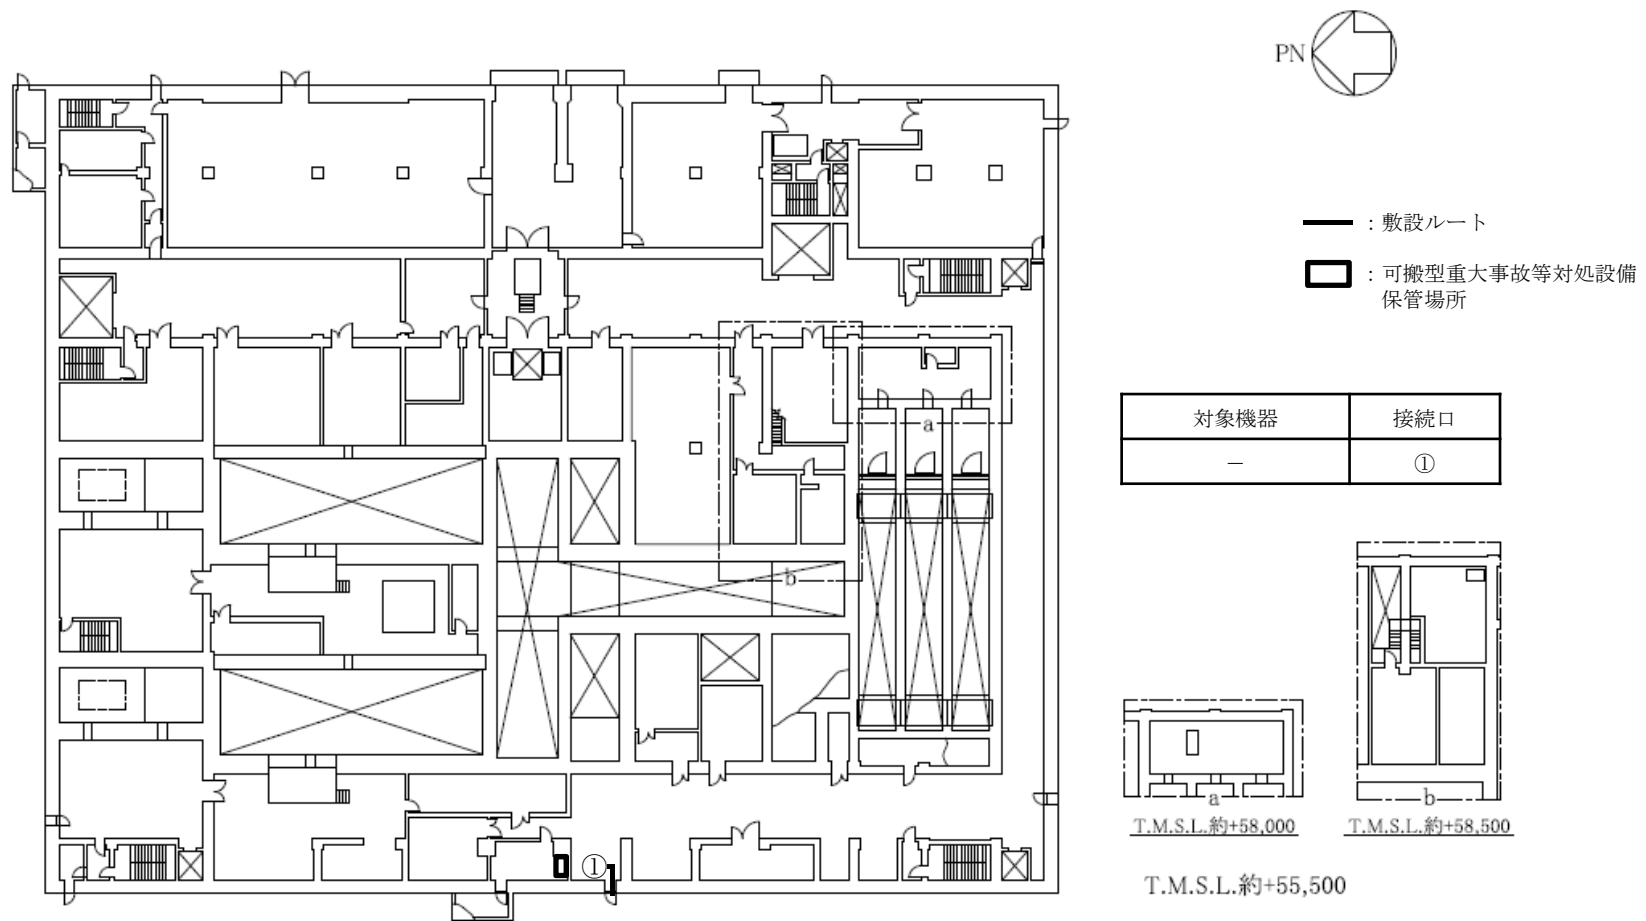 PN
：敷設ルート
：可搬型重大事故等対処設備
保管場所
対象機器 接続口
－ ①
a
b
①
a
T.M.S.L.約+58,000
b
T.M.S.L.約+58,500
T.M.S.L.約+55,500